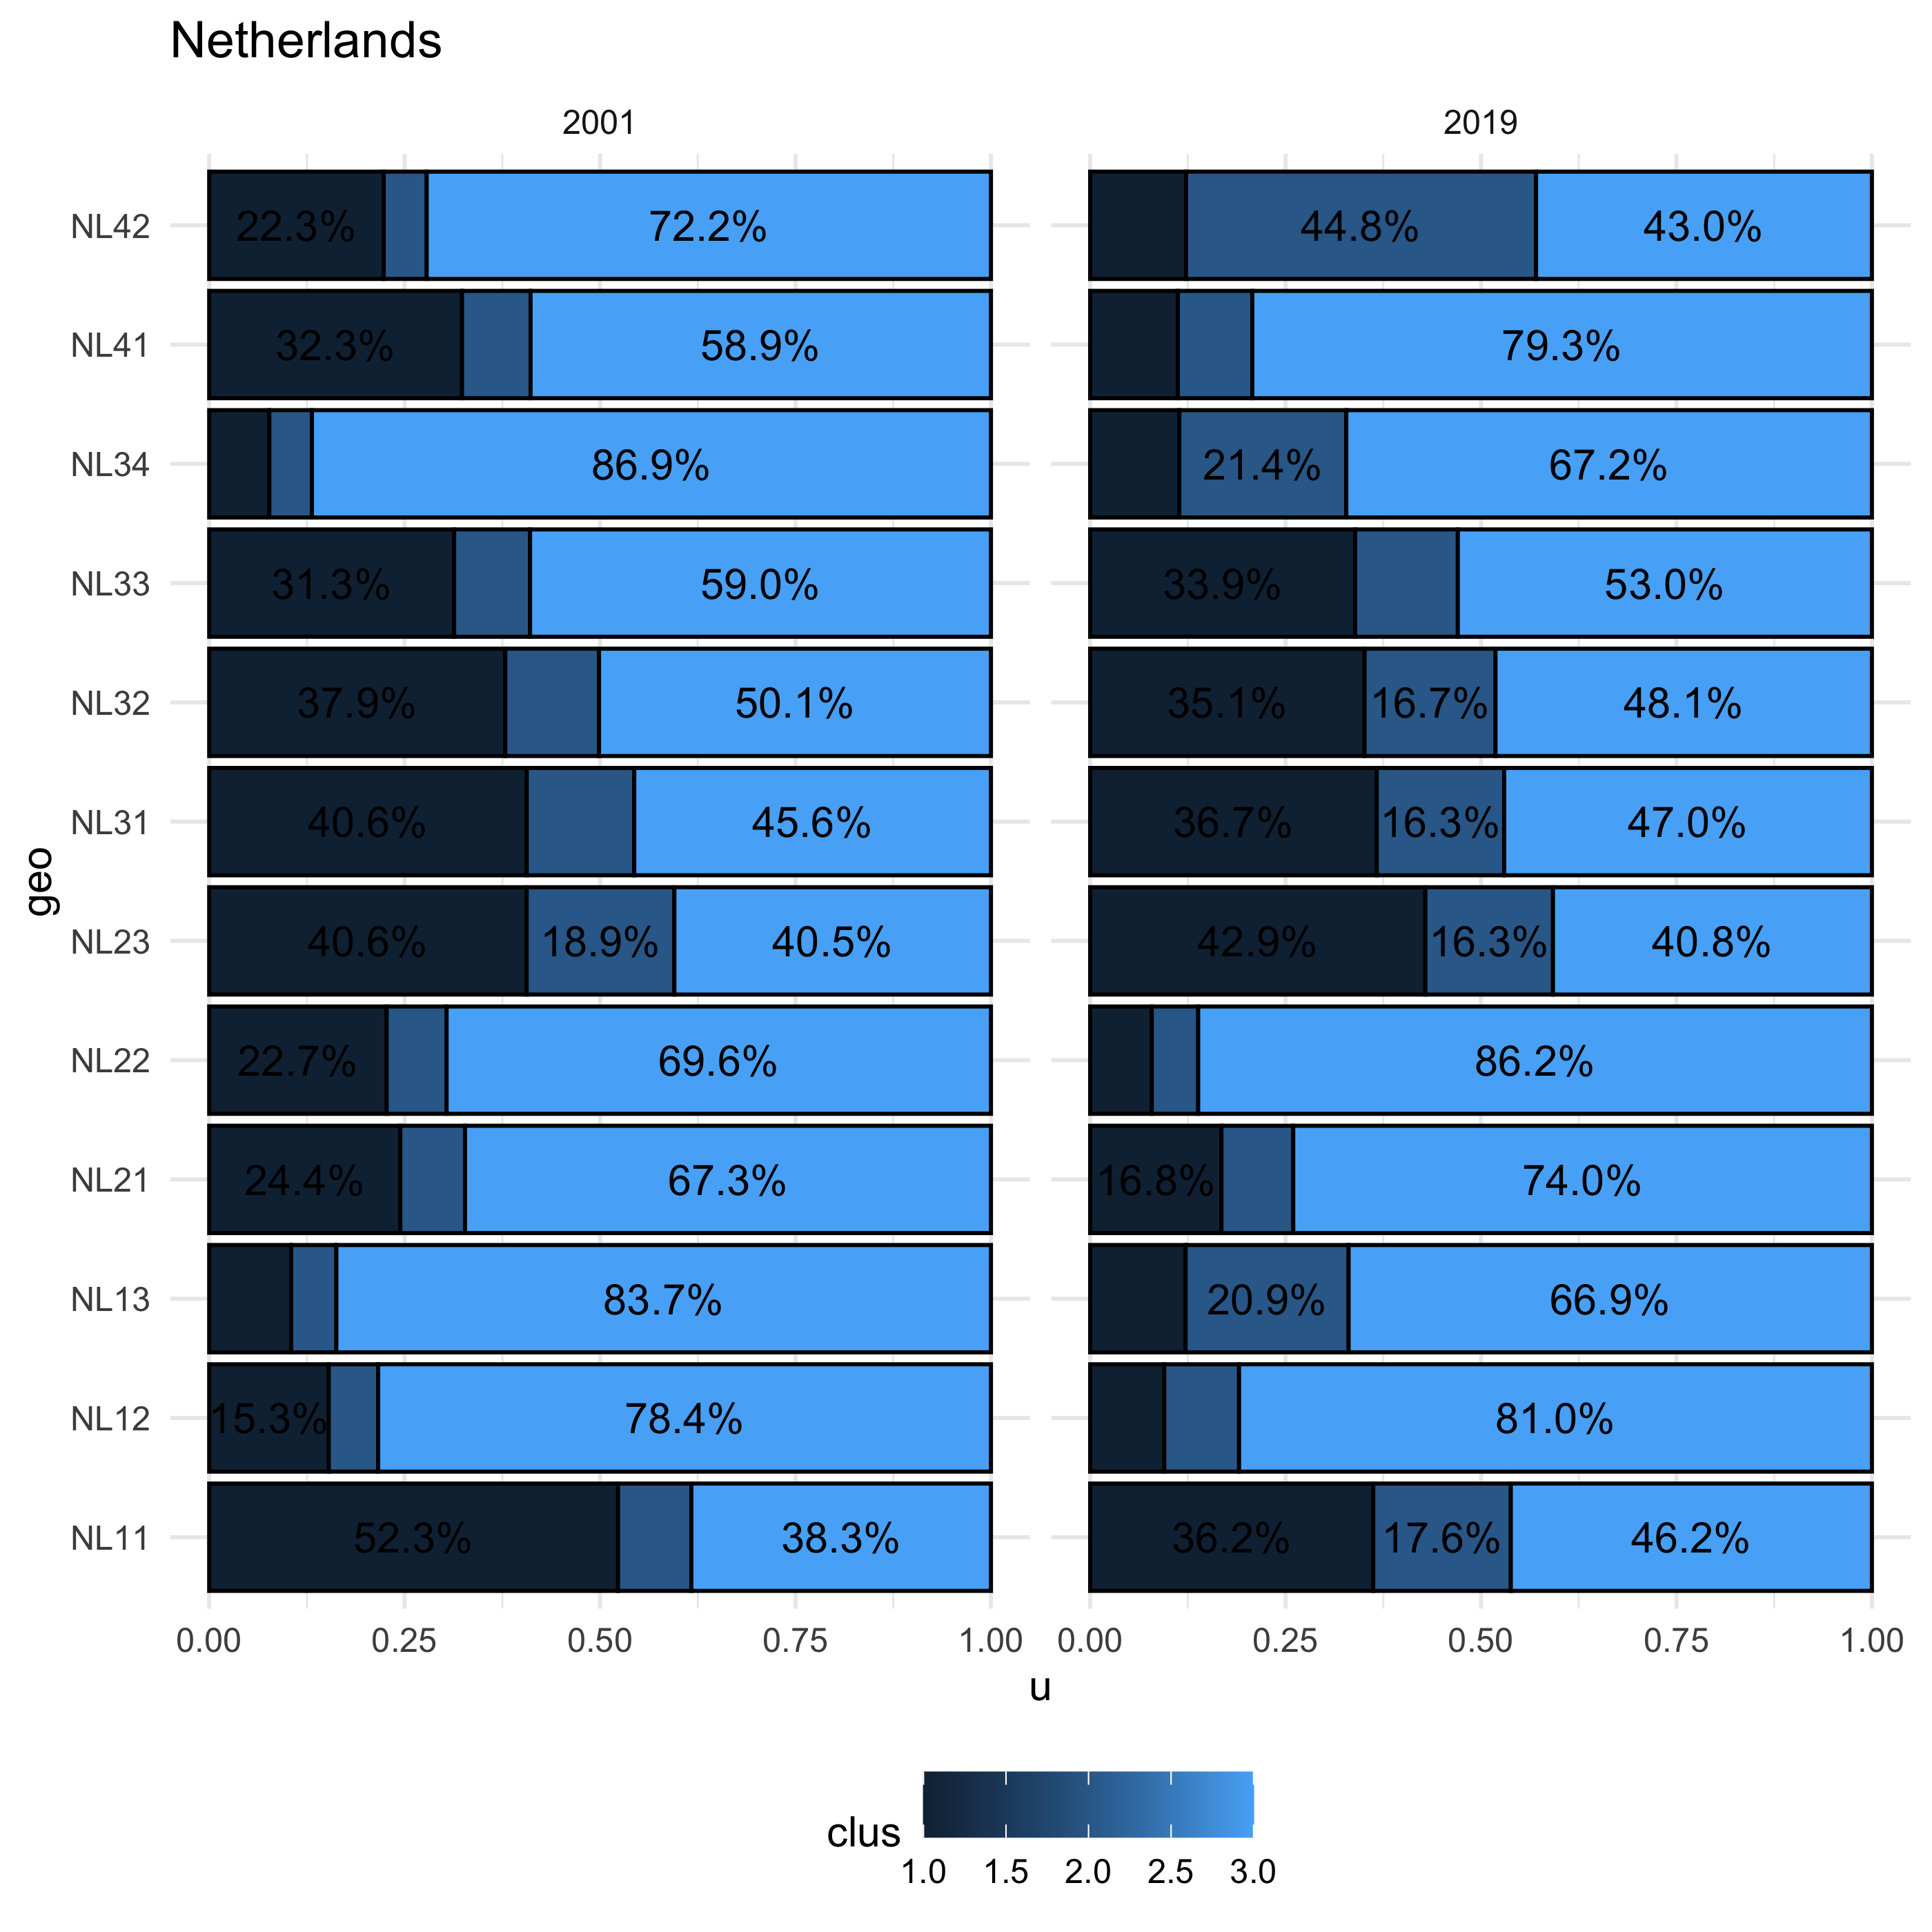 Netherlands
2001 2019
NL42 22.3% 72.2% 44.8% 43.0%
NL41 32.3% 58.9% 79.3%
NL34 86.9% 21.4% 67.2%
NL33 31.3% 59.0% 33.9% 53.0%
NL32 37.9% 50.1% 35.1% 16.7% 48.1%
NL31 40.6% 45.6% 36.7% 16.3% 47.0%
geo
NL23 40.6% 18.9% 40.5% 42.9% 16.3% 40.8%
NL22 22.7% 69.6% 86.2%
NL21 24.4% 67.3% 16.8% 74.0%
NL13 83.7% 20.9% 66.9%
NL12 15.3% 78.4% 81.0%
NL11 52.3% 38.3% 36.2% 17.6% 46.2%
0.00 0.25 0.50 0.75 1.00 0.00 0.25 0.50 0.75 1.00
u
clus
1.0 1.5 2.0 2.5 3.0